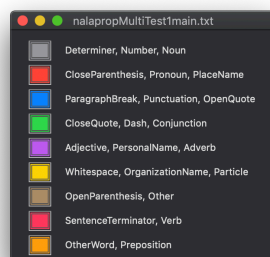 nalapropMultiTest1main.txt
Determiner, Number, Noun
CloseParenthesis, Pronoun, PlaceName
ParagraphBreak, Punctuation, OpenQuote
CloseQuote, Dash, Conjunction
Adjective, PersonalName, Adverb
Whitespace, OrganizationName, Particle
OpenParenthesis, Other
SentenceTerminator, Verb
OtherWord, Preposition